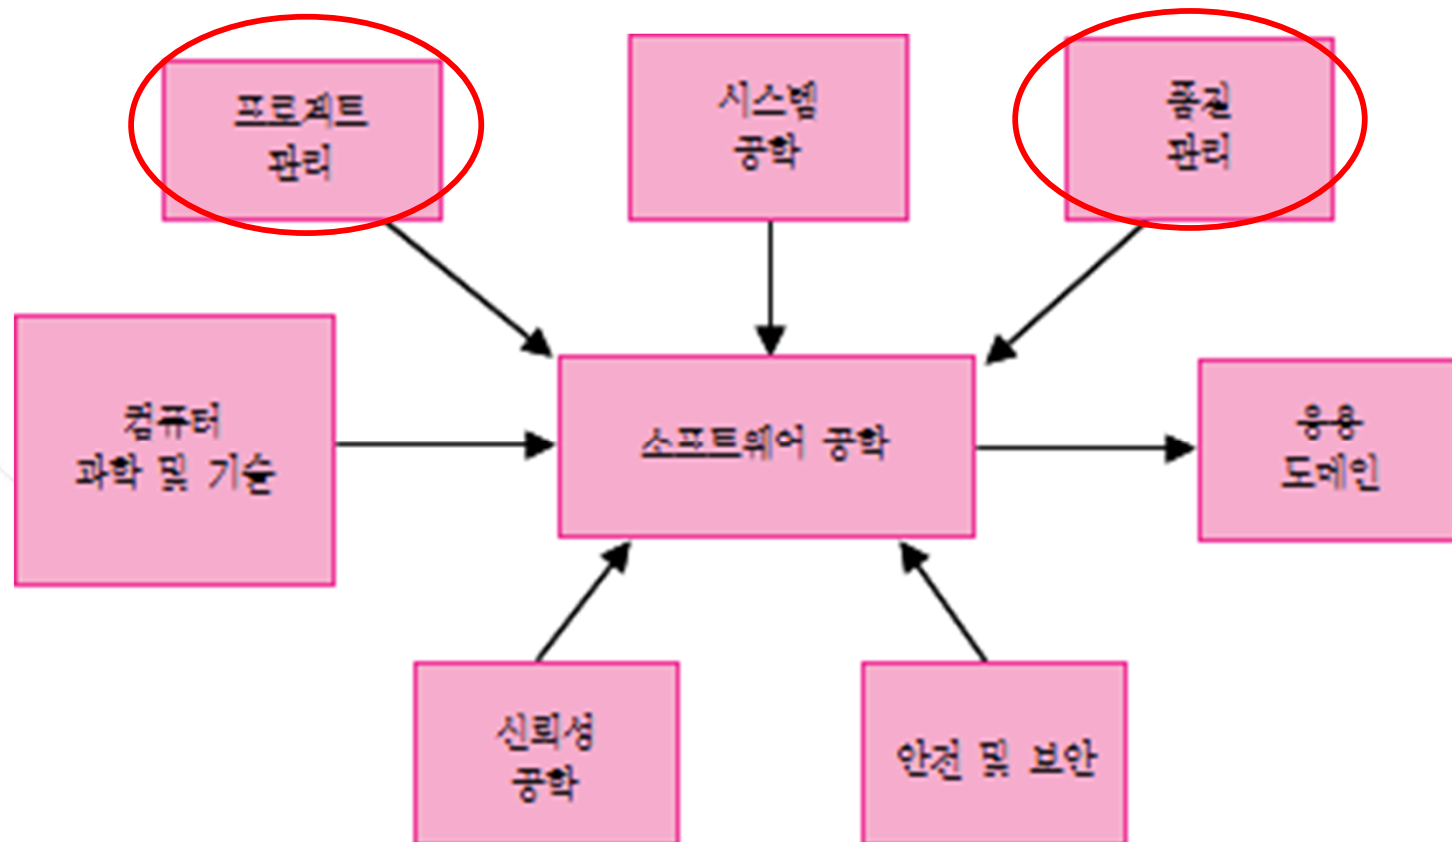 프로젝트
관리
시스템
공학
품질
관리
컴퓨터
과학 및 기술
소프트웨어 공학
응용
도메인
신뢰성
공학
안전 및 보안